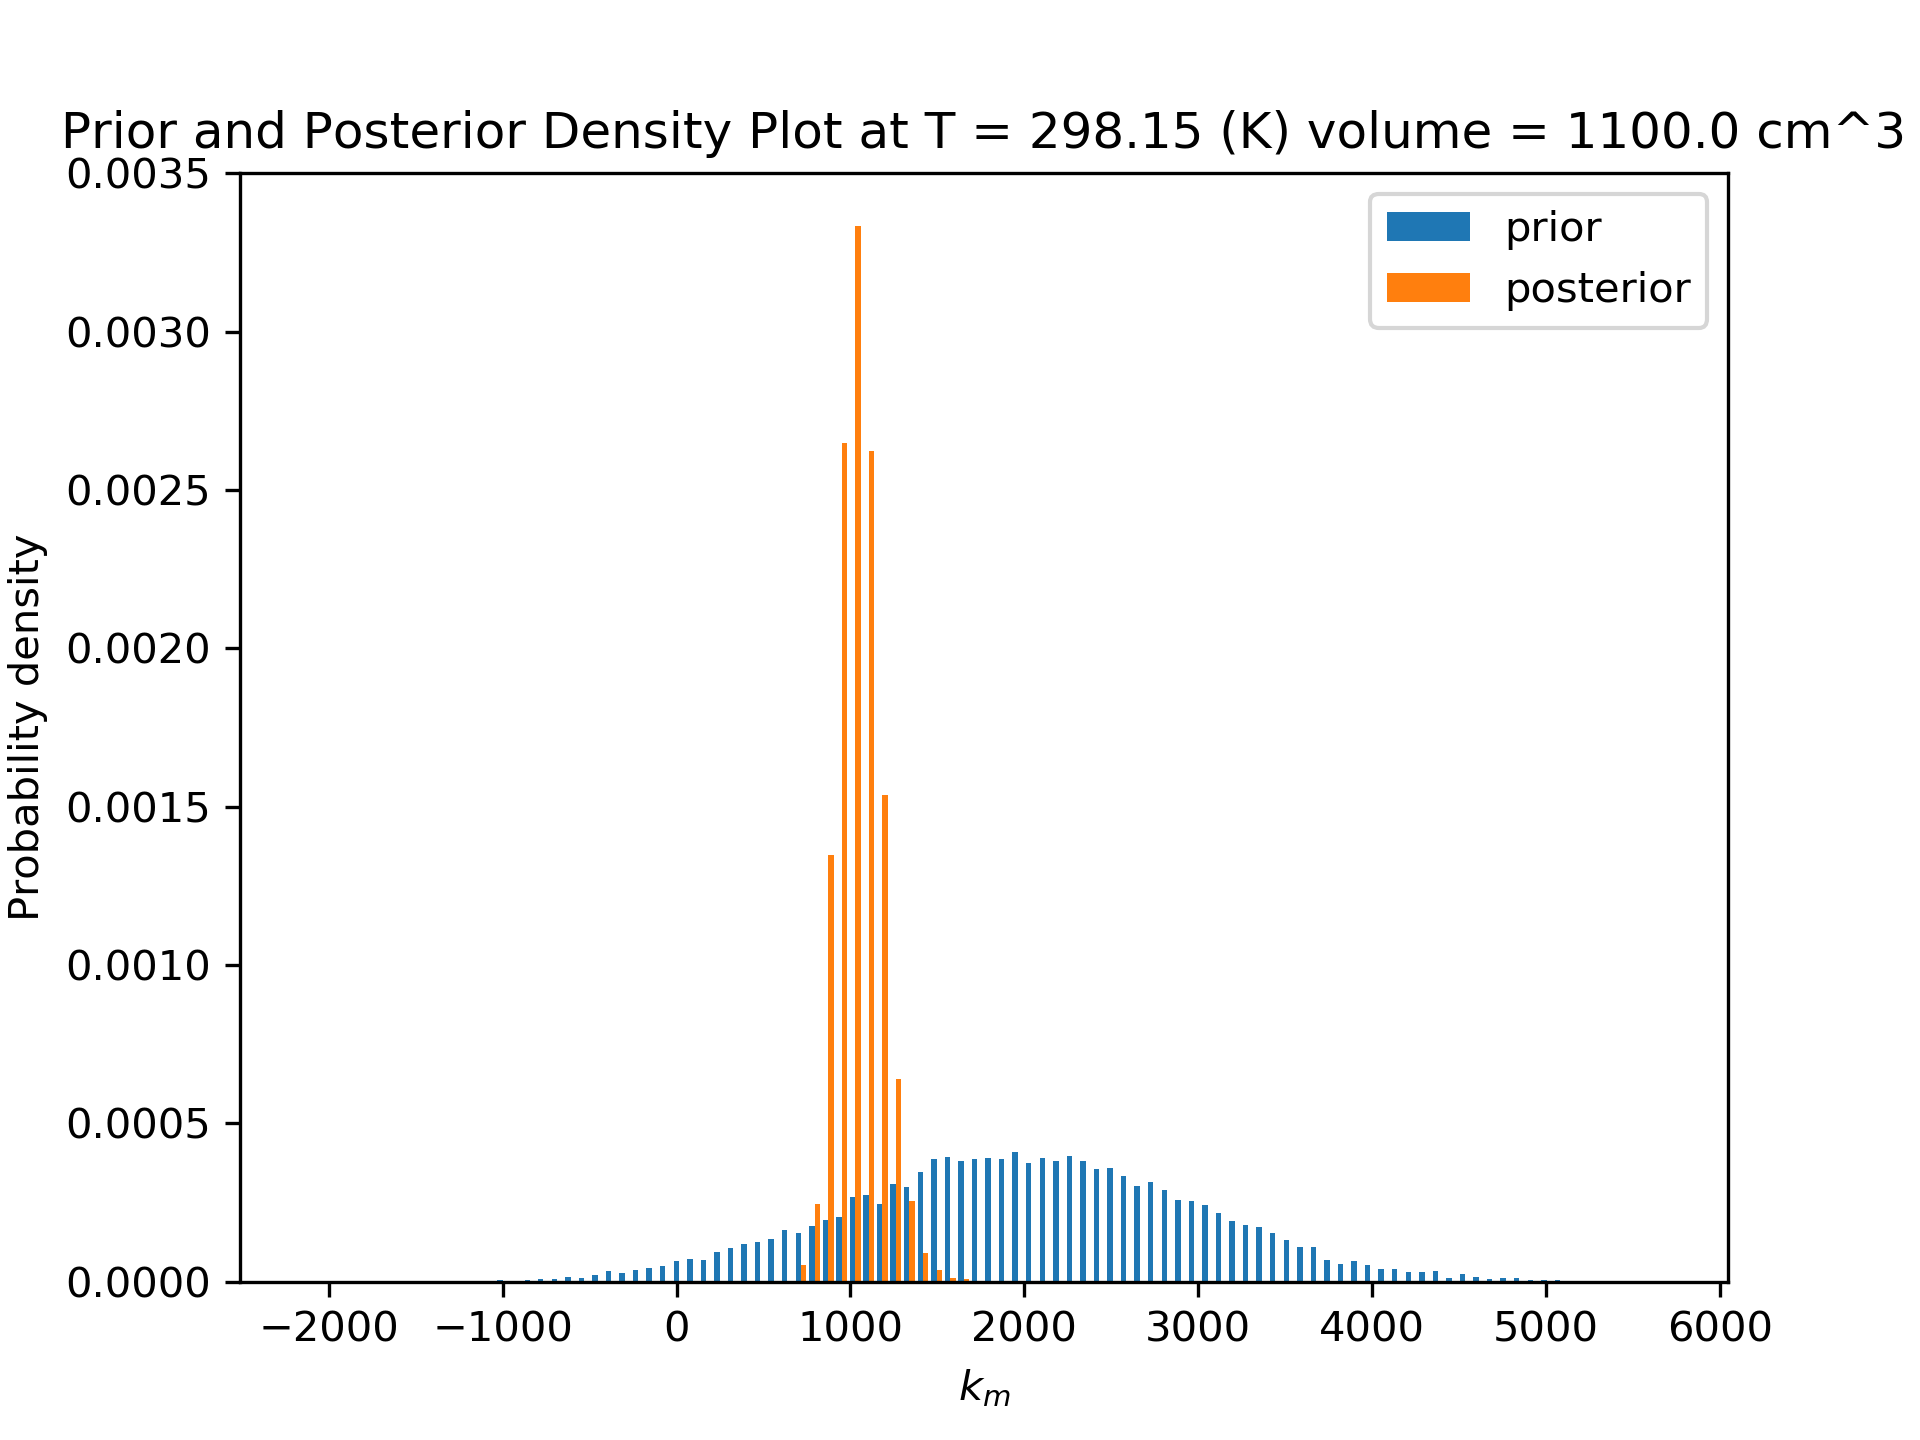 Prior and Posterior Density Plot at T = 298.15 (K) volume = 1100.0 cm^3
prior
posterior
Probability density
0.0035
0.0030
0.0025
0.0020
0.0015
0.0010
0.0005
0.0000
−2000 −1000 0 1000 2000 3000 4000 5000 6000
k_m